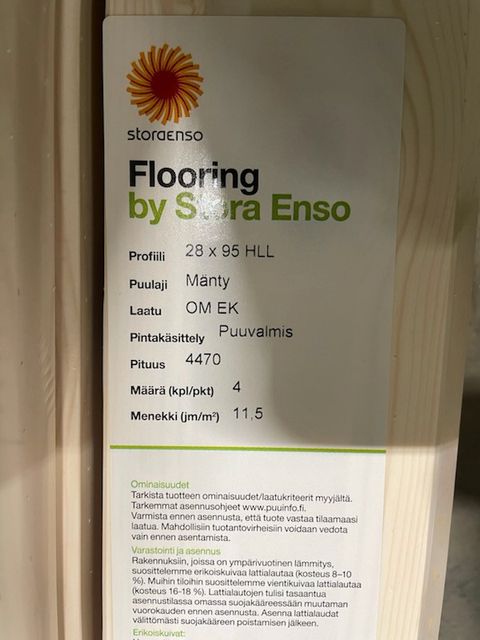 storaenso
Flooring
by Stora Enso
Profiili 28 x 95 HLL
Puulaji Mänty
Laatu OM EK
Pintakäsittely Puuvalmis
Pituus 4470
Määrä (kpl/pkt) 4
Menekki (jm/m²) 11,5
Ominaisuudet
Tarkista tuotteen ominaisuudet/laatukriteerit myyjältä.
Tarkemmat asennusohjeet www.puuinfo.fi.
Varmista ennen asennusta, että tuote vastaa tilaamaasi
laatua. Mahdollisiin tuotantovirheisiin voidaan vedota
vain ennen asentamista.
Varastointi ja asennus
Rakennuksiin, joissa on ympärivuotinen lämmitys,
suosittelemme erikoiskuivaa lattialautaa (kosteus 8–10
%). Muihin tiloihin suosittelemme vientikuivaa lattialautaa
(kosteus 16-18 %). Lattialautojen tulisi tasaantua
asennustilassa omassa suojakääreessään muutaman
vuorokauden ennen asennusta. Asenna lattialaudat
välittömästi suojakääreen poistamisen jälkeen.
Erikoiskuivat: